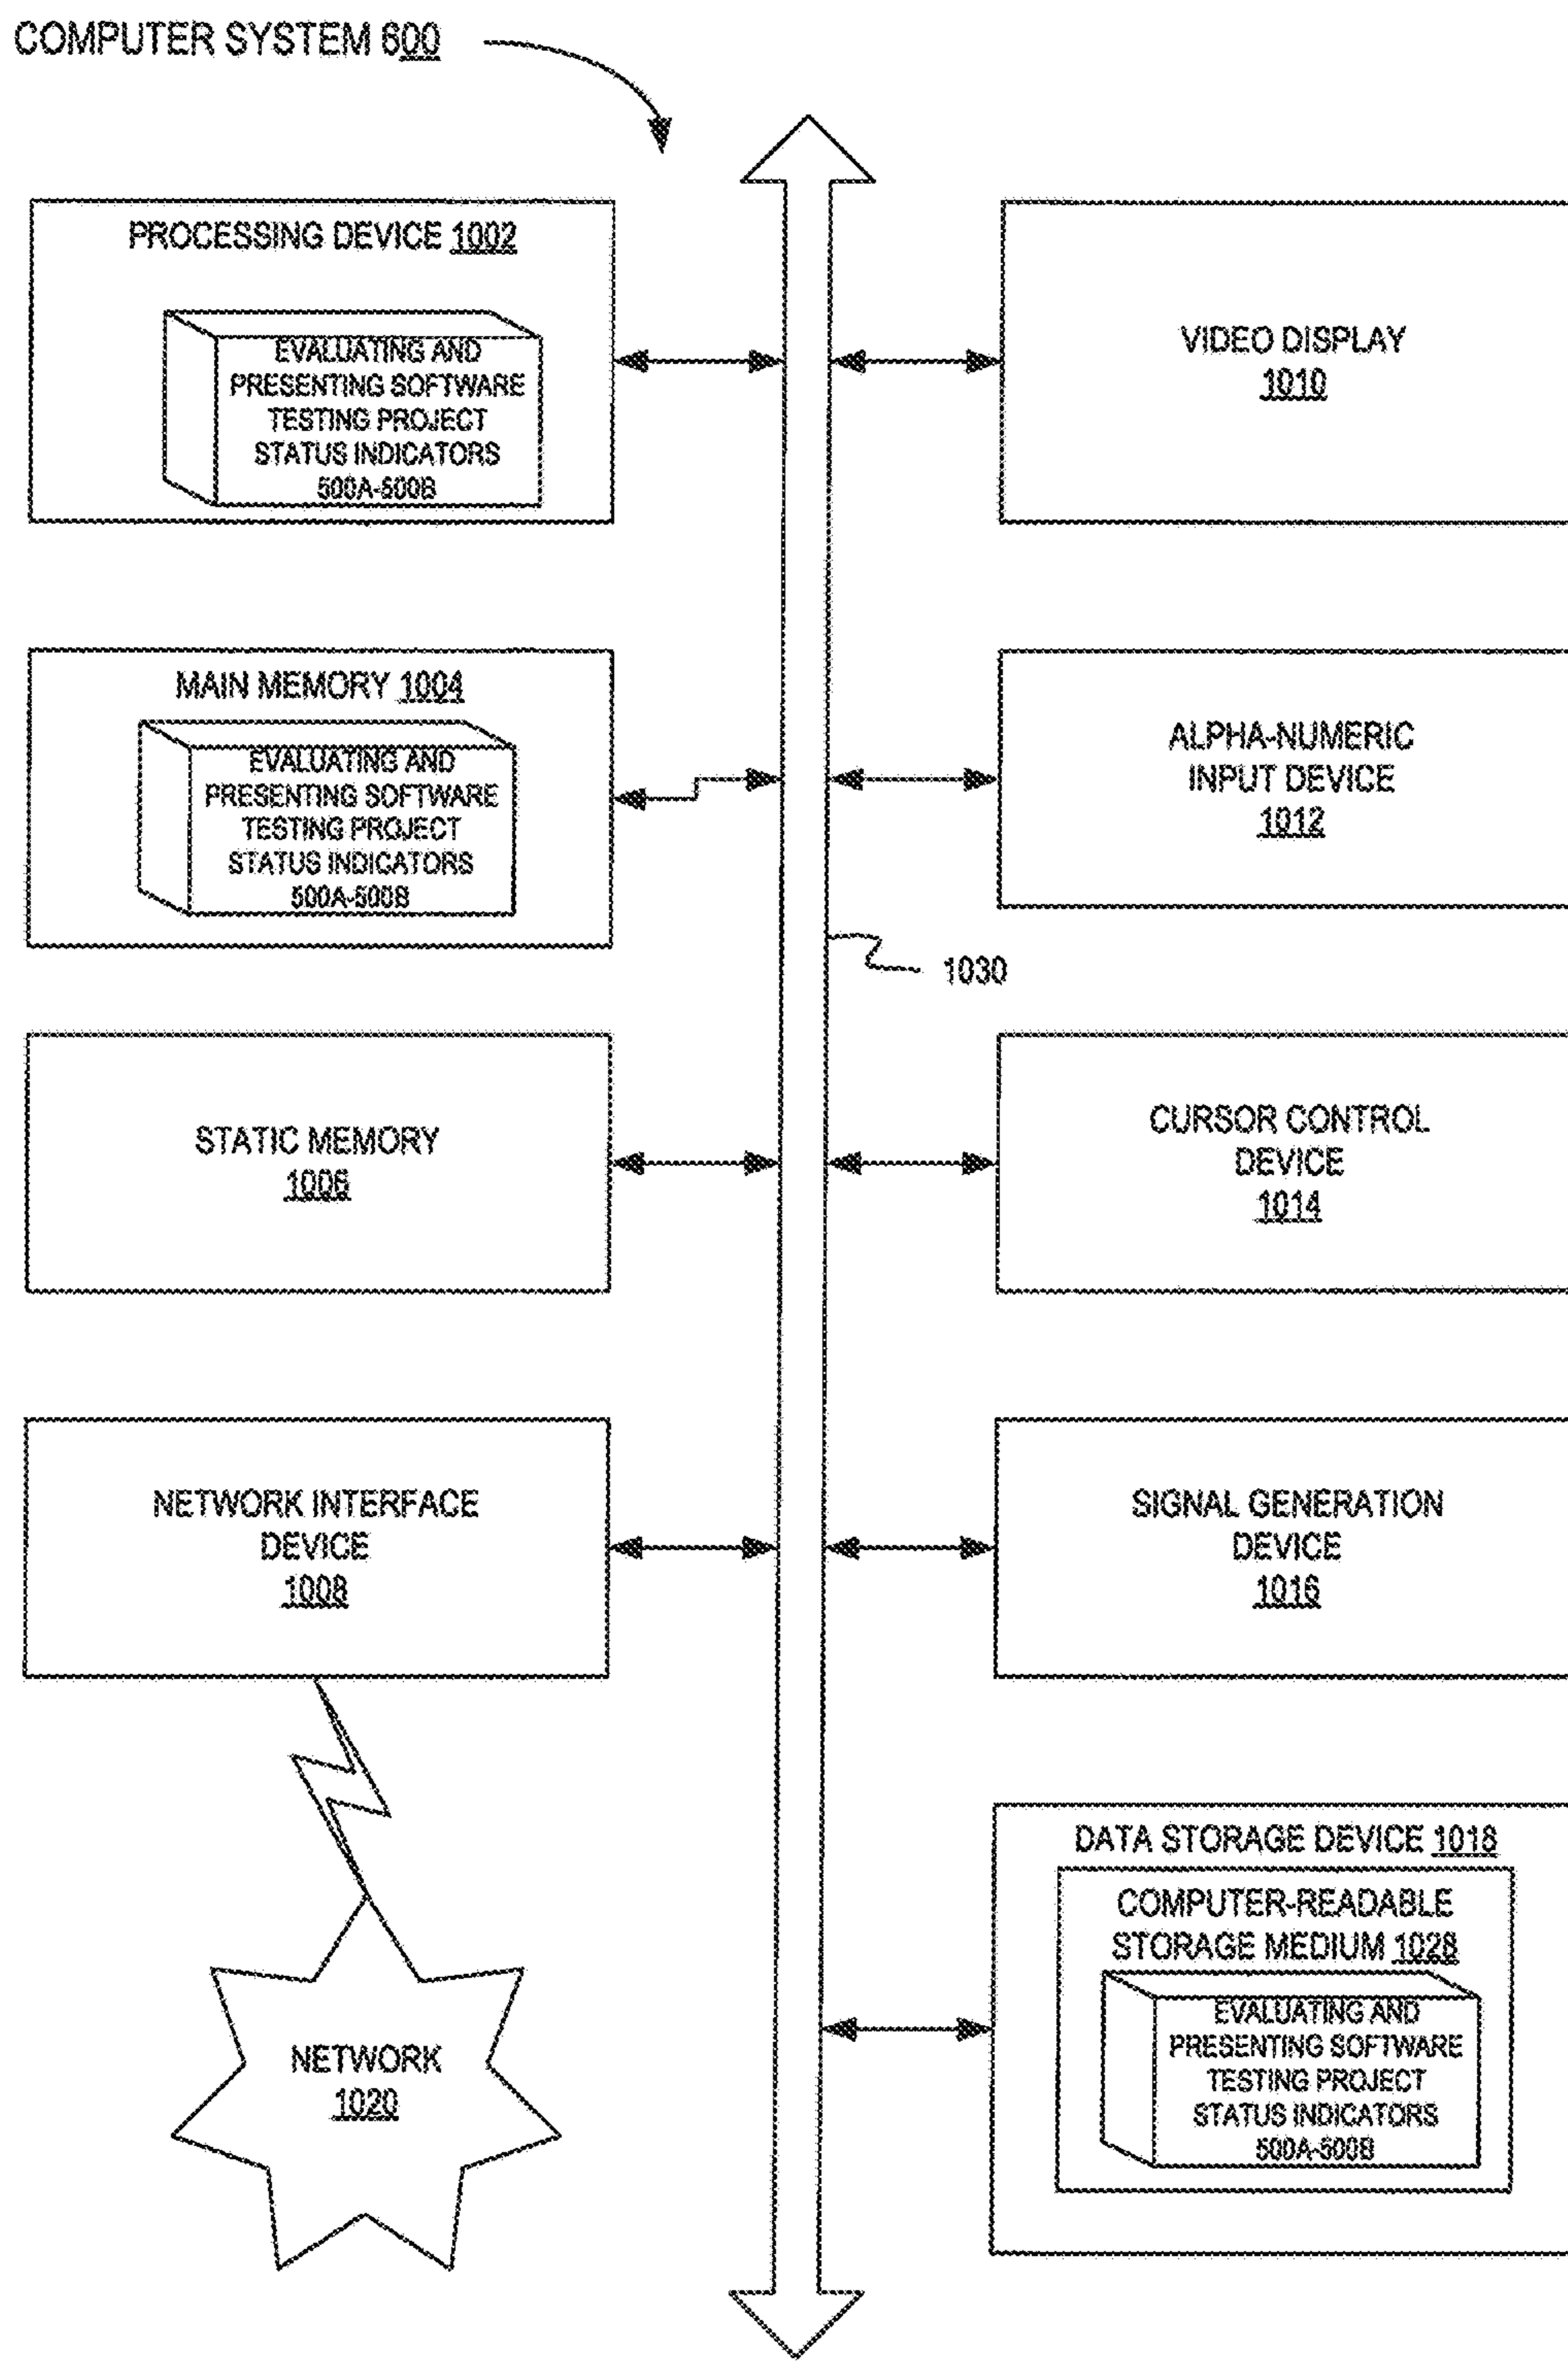 COMPUTER SYSTEM 600
PROCESSING DEVICE 1002
EVALUATING AND
PRESENTING SOFTWARE
TESTING PROJECT
STATUS INDICATORS
500A-500B
VIDEO DISPLAY
1010
MAIN MEMORY 1004
EVALUATING AND
PRESENTING SOFTWARE
TESTING PROJECT
STATUS INDICATORS
500A-500B
ALPHA-NUMERIC
INPUT DEVICE
1012
1030
STATIC MEMORY
1006
CURSOR CONTROL
DEVICE
1014
NETWORK INTERFACE
DEVICE
1008
SIGNAL GENERATION
DEVICE
1016
DATA STORAGE DEVICE 1018
COMPUTER-READABLE
STORAGE MEDIUM 1028
EVALUATING AND
PRESENTING SOFTWARE
TESTING PROJECT
STATUS INDICATORS
500A-500B
NETWORK
1020